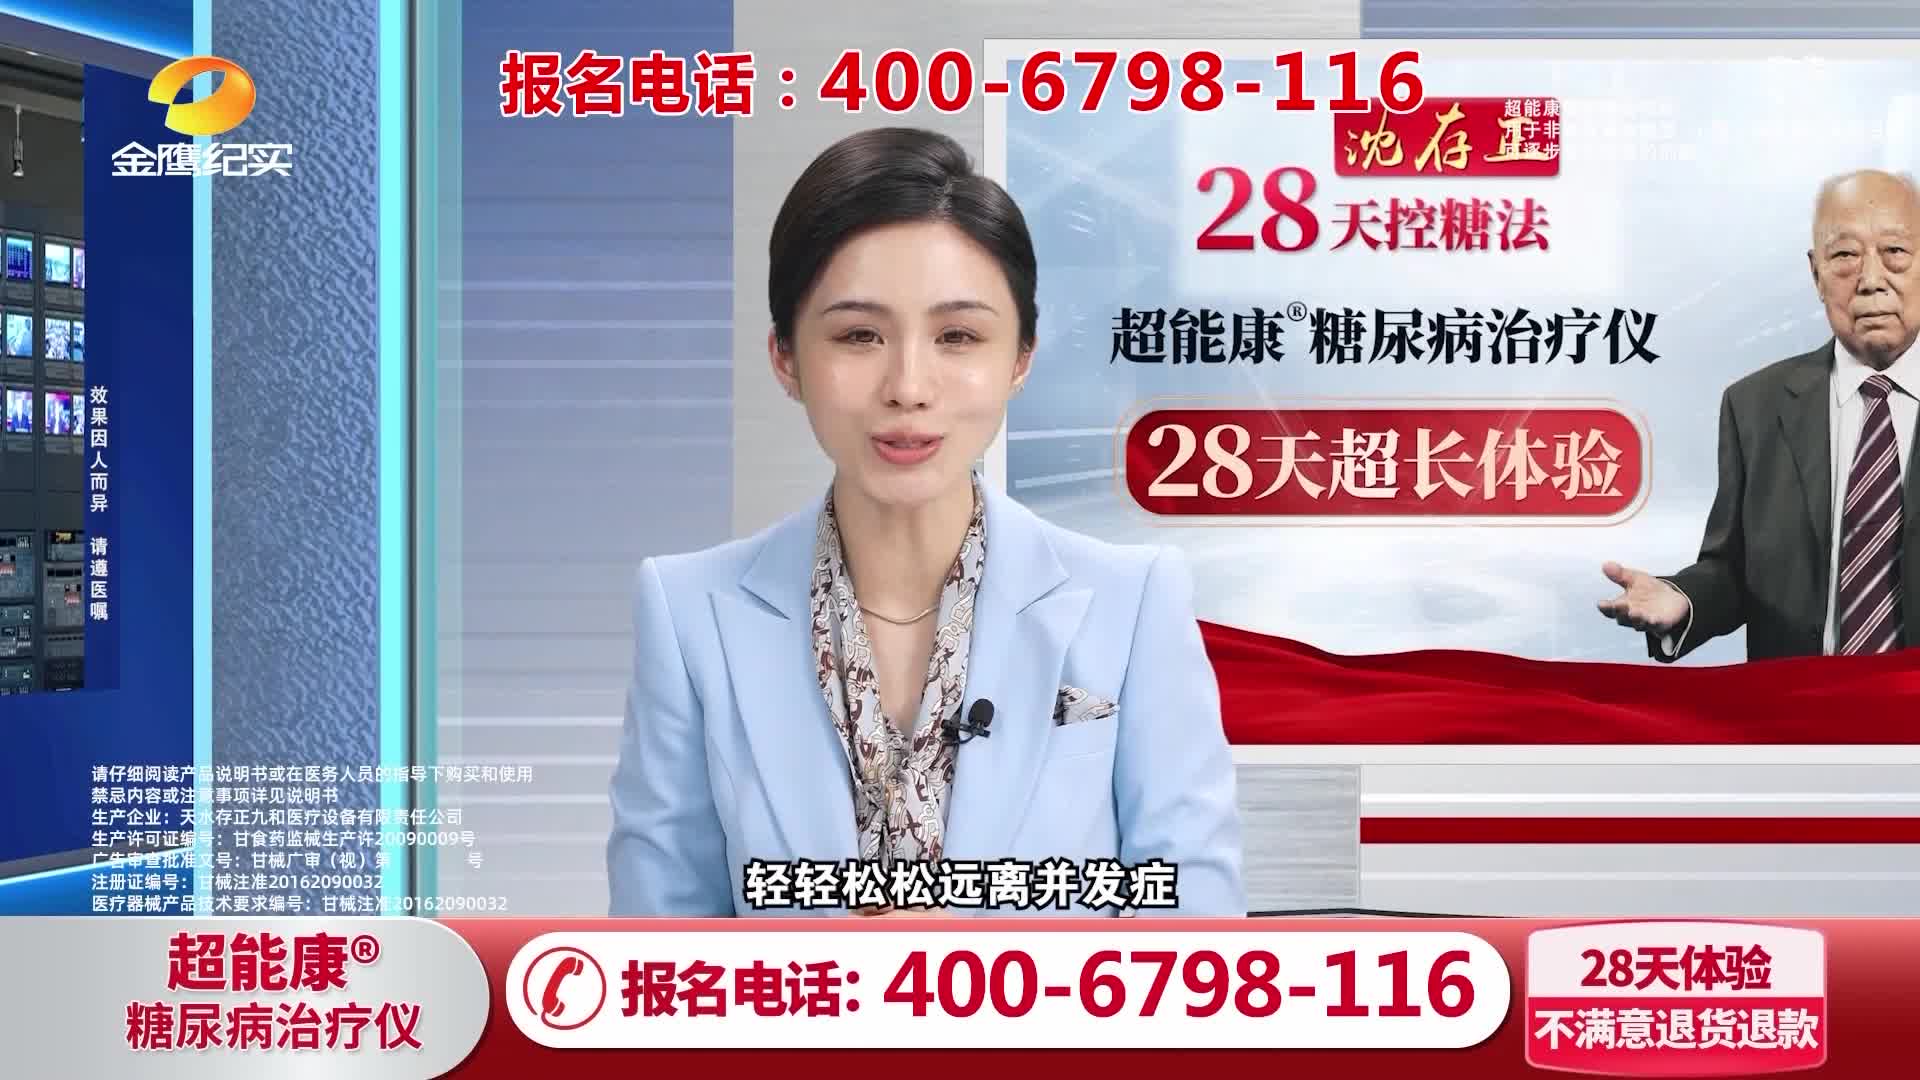 报名电话：400-6798-116
金鹰纪实
沈存正
28天控糖法
超能康®糖尿病治疗仪
28天超长体验
效果因人而异 请遵医嘱
请仔细阅读产品说明书或在医务人员的指导下购买和使用
禁忌内容或注意事项详见说明书
生产企业：天水存正九和医疗设备有限责任公司
生产许可证编号：甘食药监械生产许20090009号
广告审查批准文号：甘械广审（视）第 号
注册证编号：甘械注准20162090032
医疗器械产品技术要求编号：甘械注准20162090032
轻轻松松远离并发症
超能康®
糖尿病治疗仪
报名电话:400-6798-116
28天体验
不满意退货退款